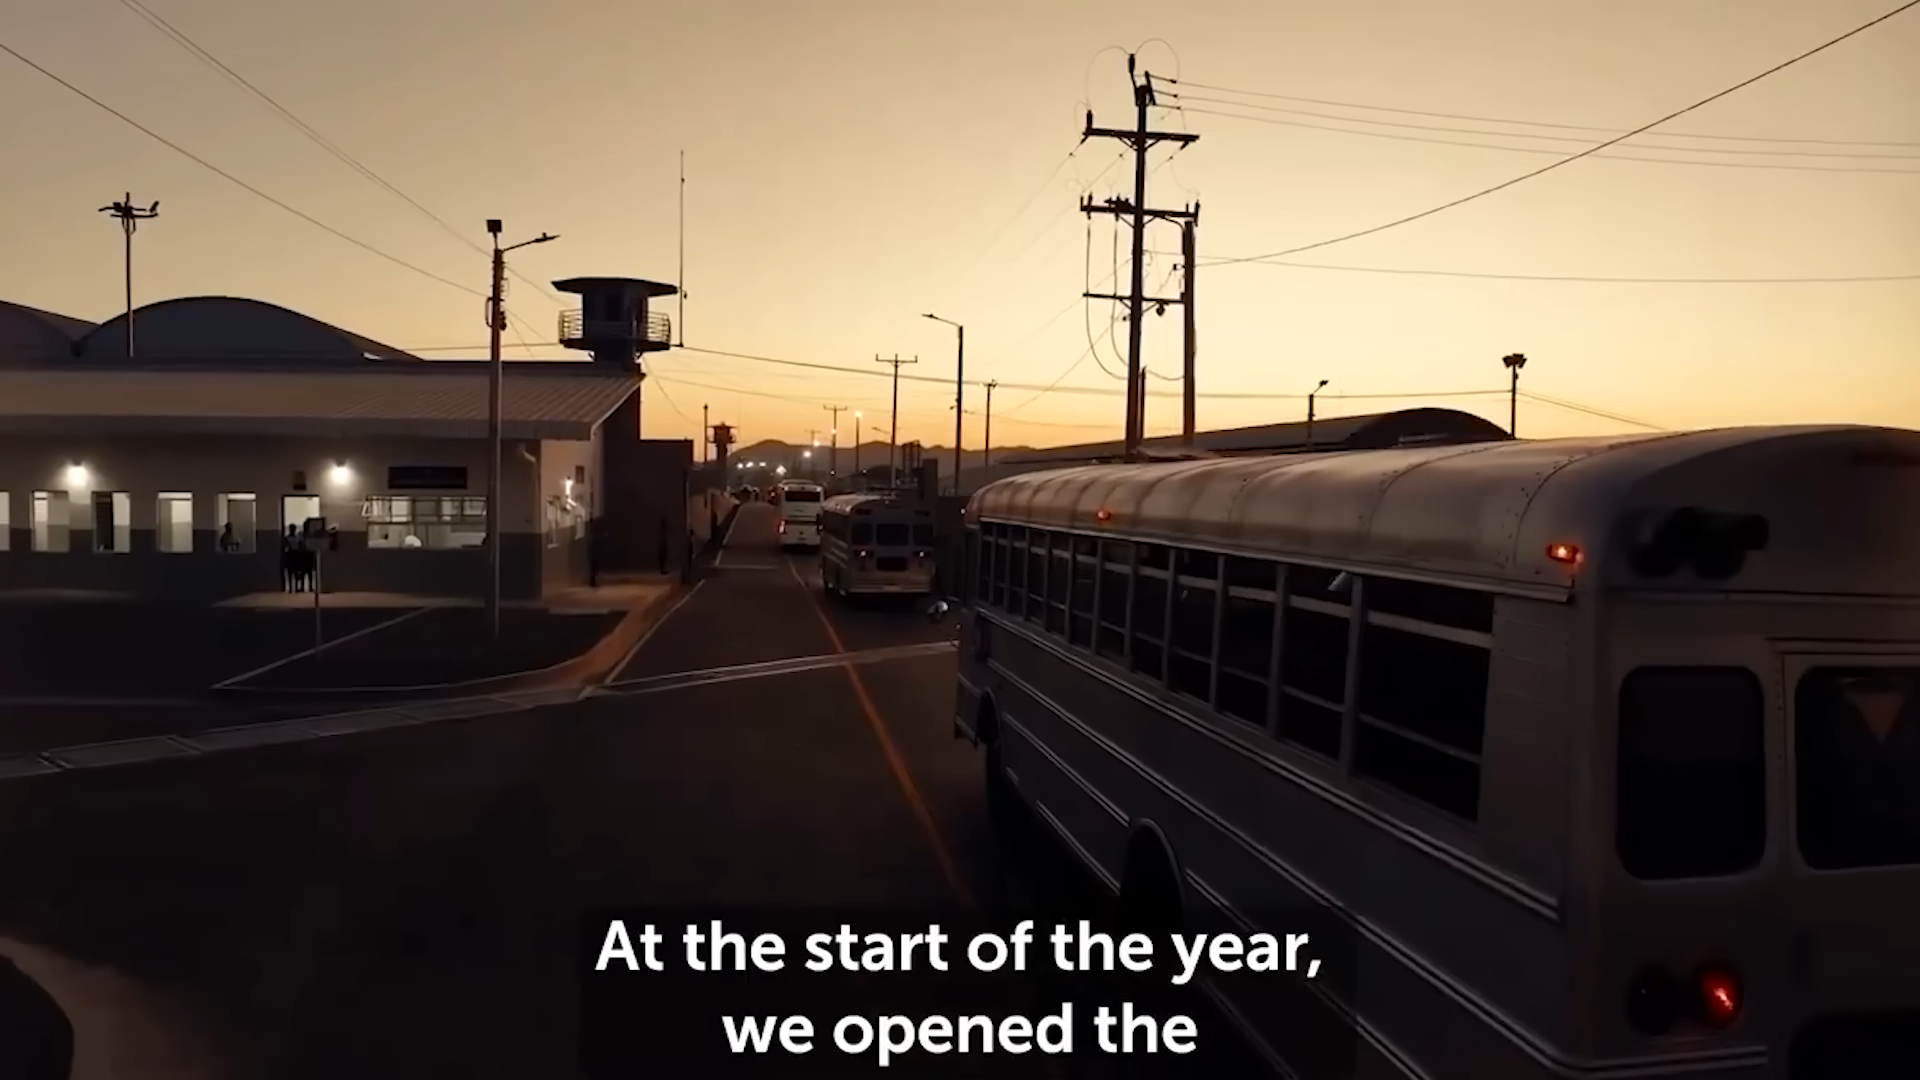 At the start of the year,
we opened the